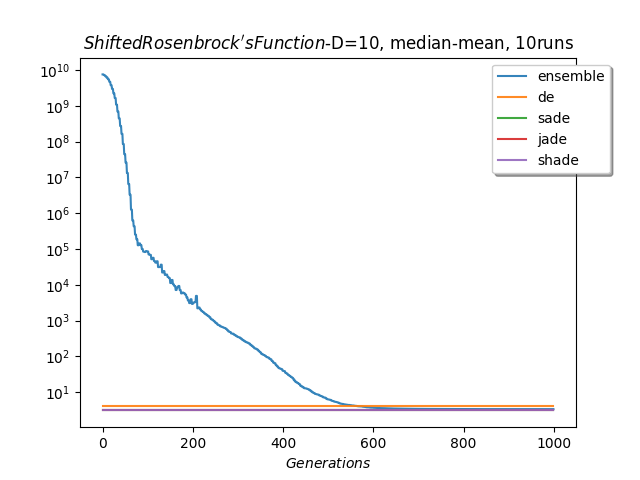 ShiftedRosenbrock'sFunction-D=10, median-mean, 10runs
10^10
10^9
10^8
10^7
10^6
10^5
10^4
10^3
10^2
10^1
ensemble
de
sade
jade
shade
0 200 400 600 800 1000
Generations